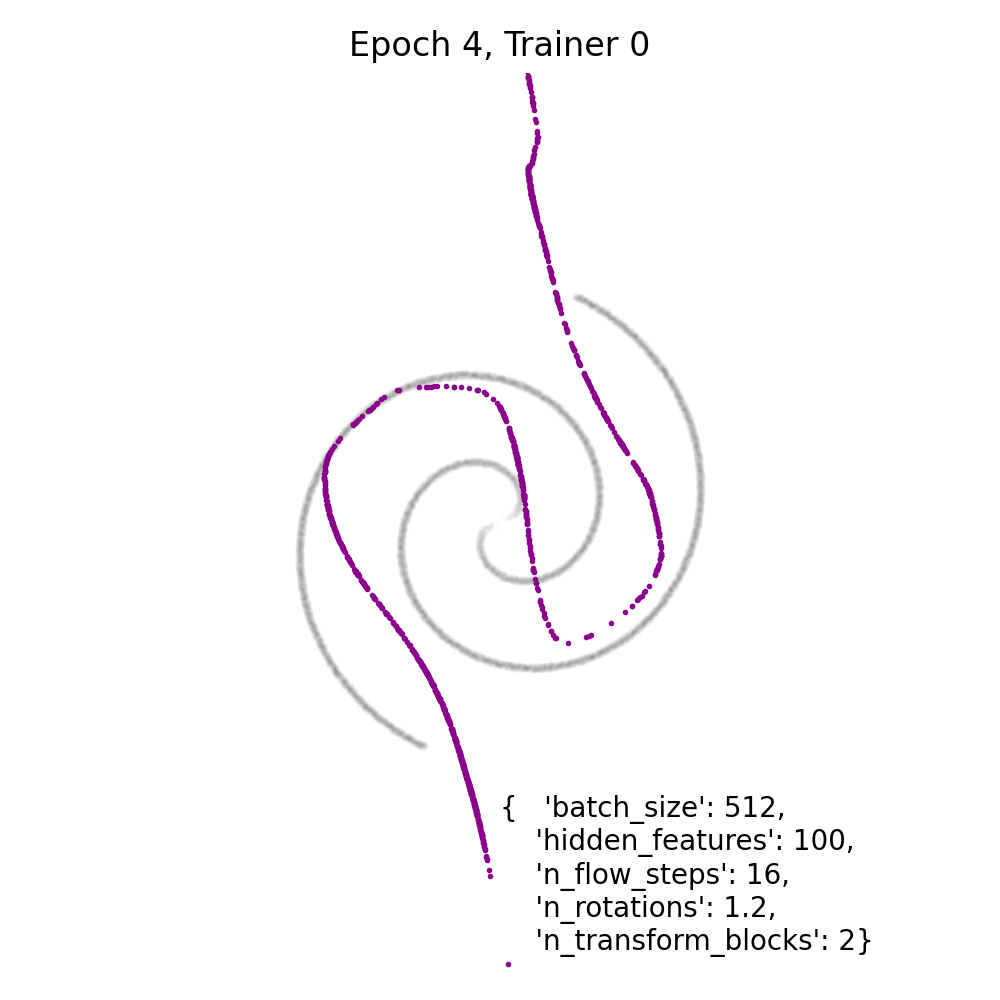 Epoch 4, Trainer 0
{   'batch_size': 512,
'hidden_features': 100,
'n_flow_steps': 16,
'n_rotations': 1.2,
'n_transform_blocks': 2}